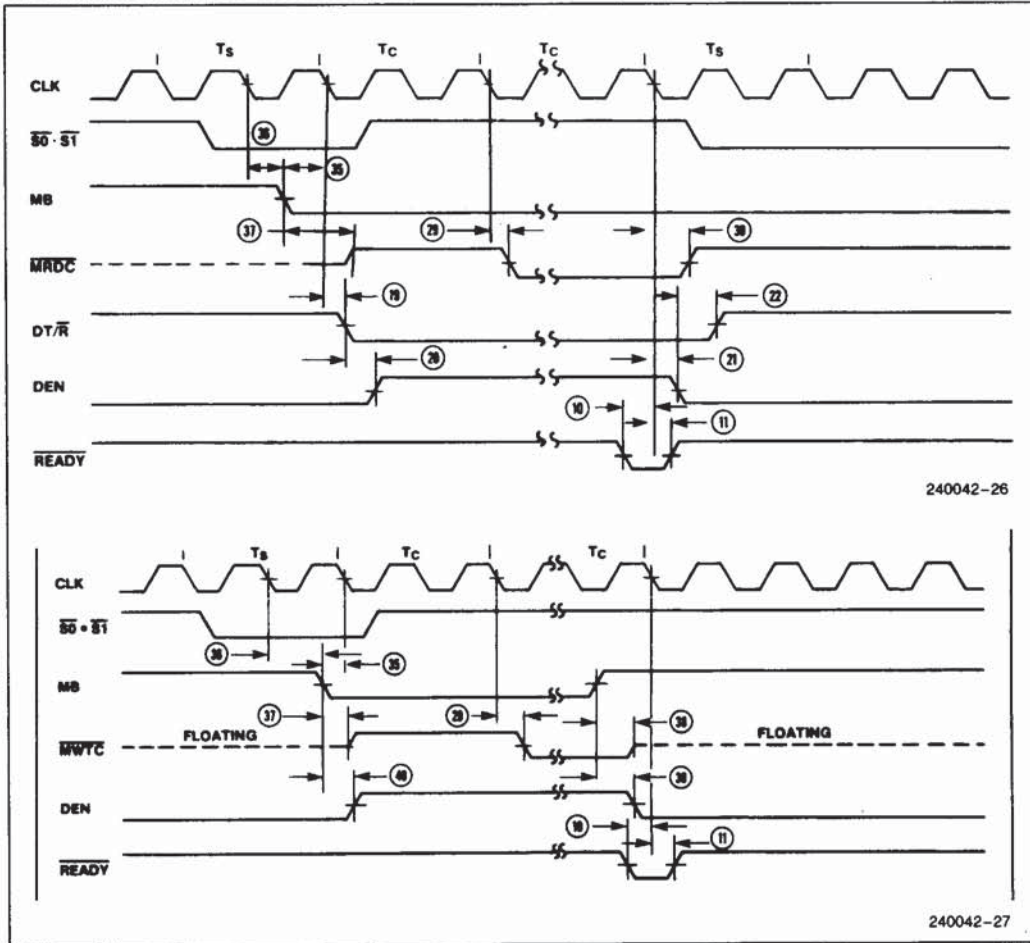 Ts Tc Tc Ts
CLK
S0 · S1
36
35
MB
37 29 30
MRDC
19 22
DT/R
20 21
DEN
10 11
READY
240042–26
Ts Tc Tc
CLK
S0 • S1
36 35
MB
37 29 38
FLOATING FLOATING
MWTC
40
DEN
10 11
READY
240042–27